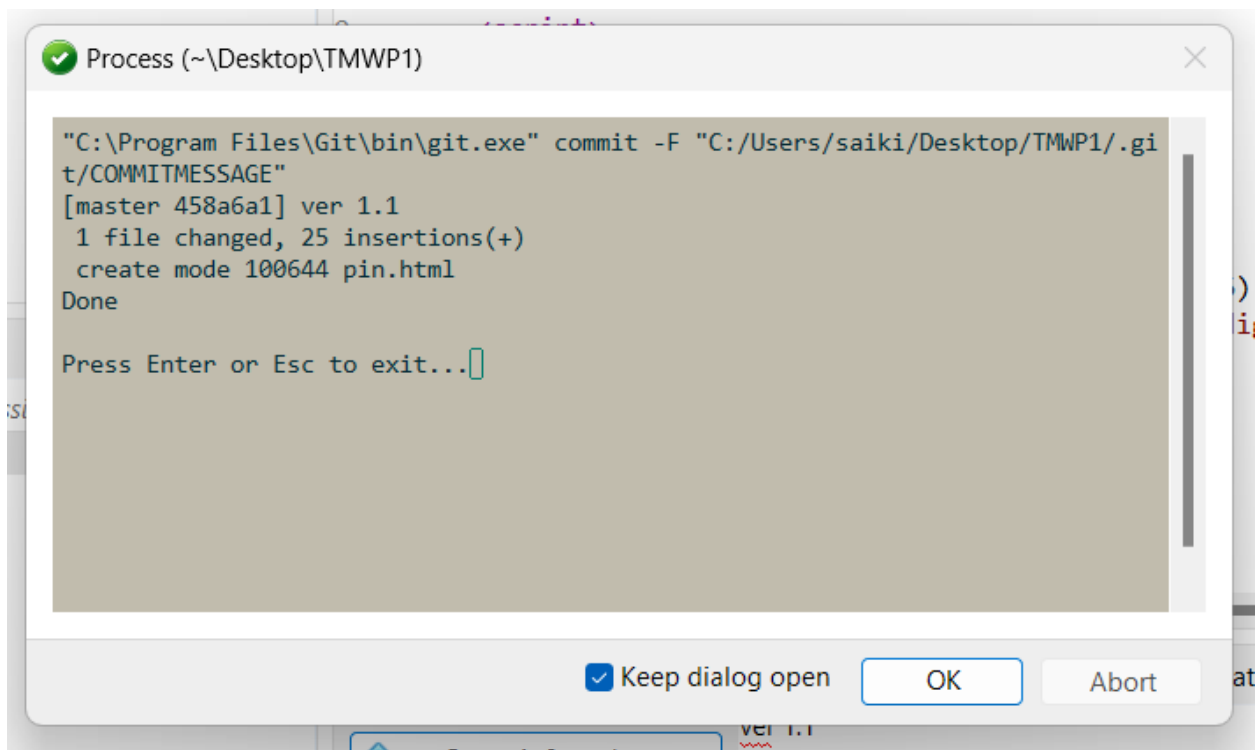 <script>
Process (~\Desktop\TMWP1)
"C:\Program Files\Git\bin\git.exe" commit -F "C:/Users/saiki/Desktop/TMWP1/.gi
t/COMMITMESSAGE"
[master 458a6a1] ver 1.1
1 file changed, 25 insertions(+)
create mode 100644 pin.html
Done
Press Enter or Esc to exit...
Keep dialog open
OK
Abort
ver 1.1